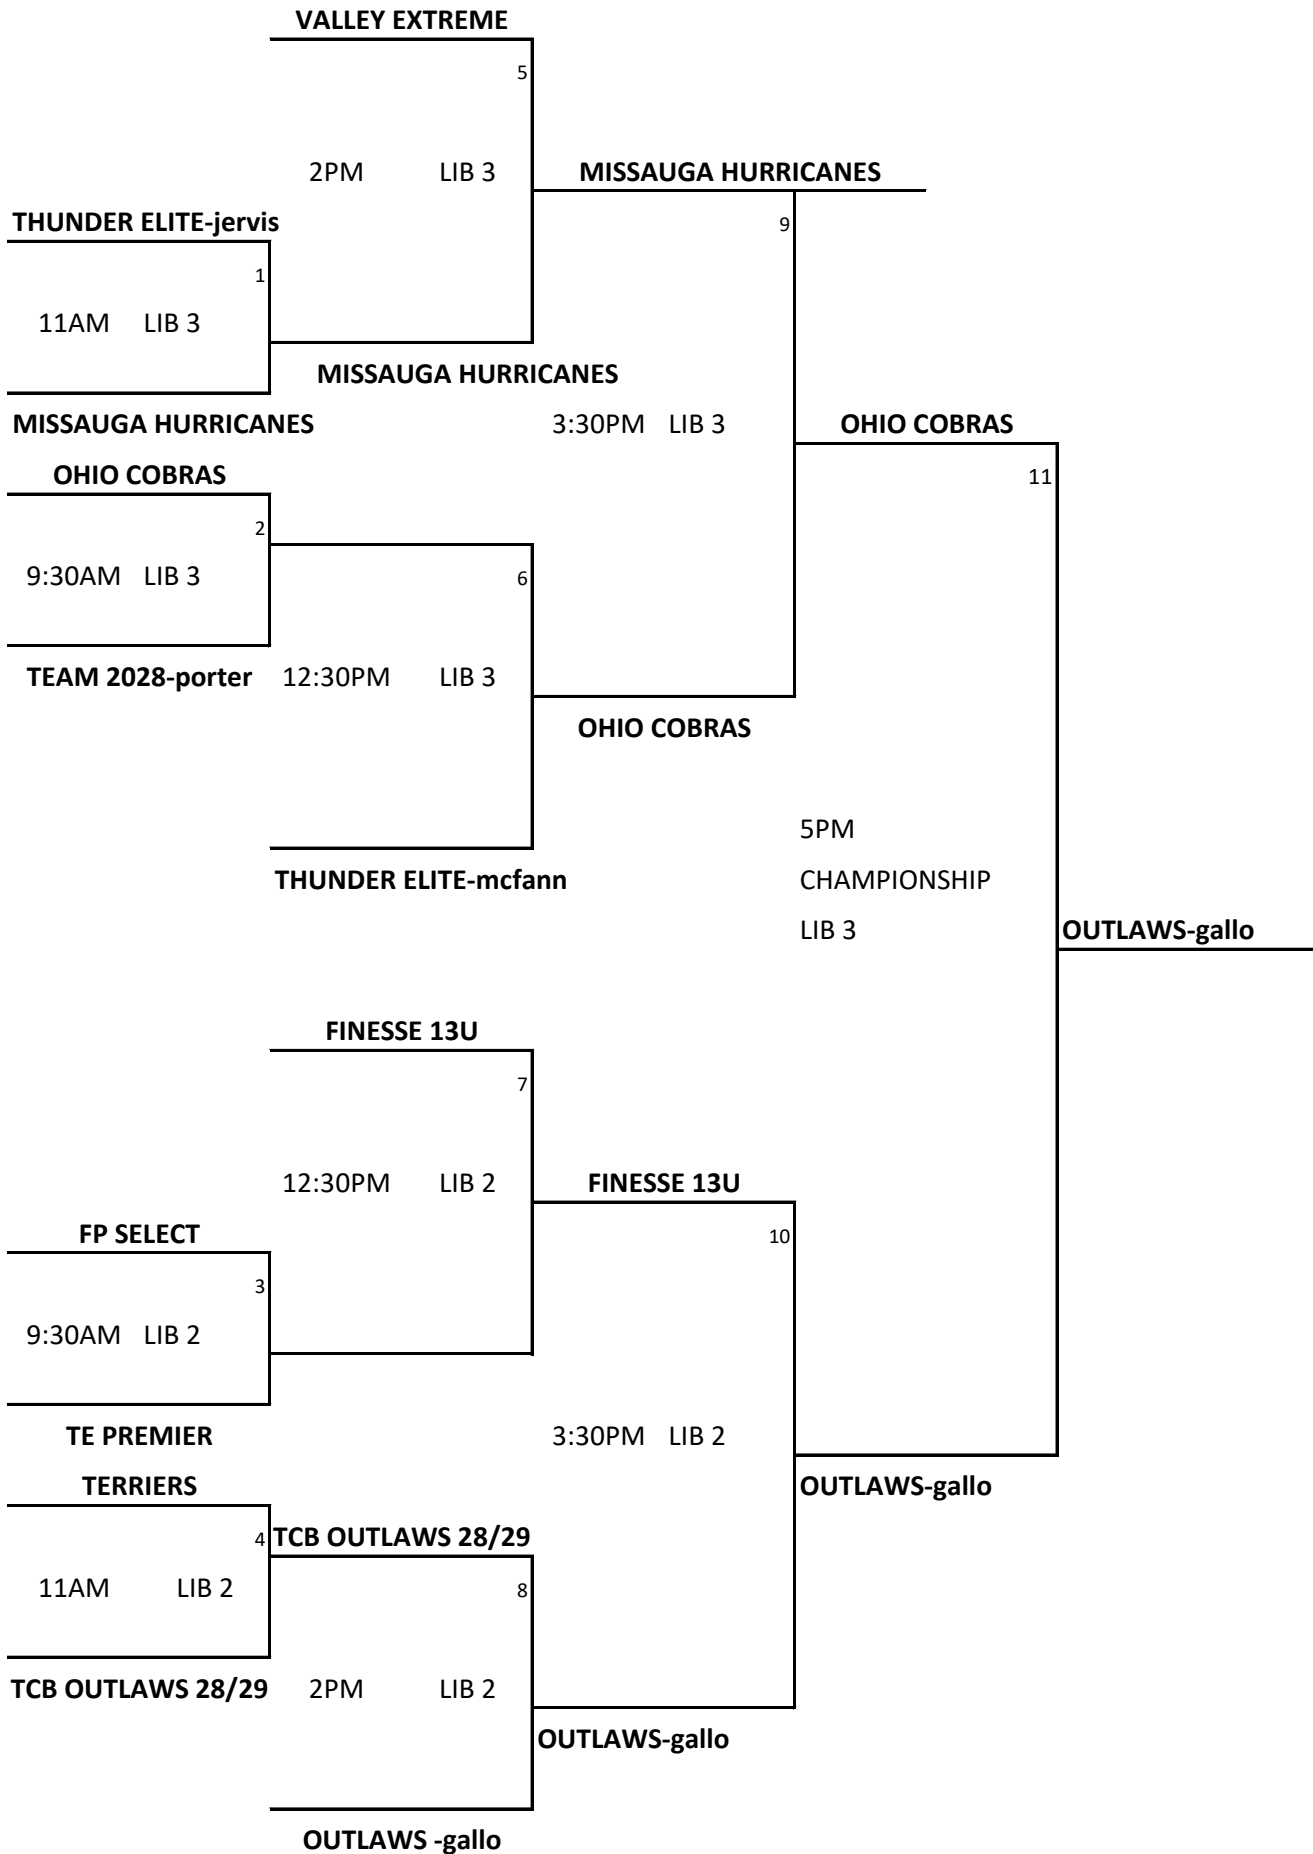 VALLEY EXTREME
5
2PM LIB 3 MISSAUGA HURRICANES
THUNDER ELITE-jervis 9
1
11AM LIB 3
MISSAUGA HURRICANES
MISSAUGA HURRICANES 3:30PM LIB 3 OHIO COBRAS
OHIO COBRAS 11
2
9:30AM LIB 3 6
TEAM 2028-porter 12:30PM LIB 3
OHIO COBRAS
5PM
THUNDER ELITE-mcfann CHAMPIONSHIP
LIB 3 OUTLAWS-gallo
FINESSE 13U
7
12:30PM LIB 2 FINESSE 13U
FP SELECT 10
3
9:30AM LIB 2
TE PREMIER 3:30PM LIB 2
TERRIERS OUTLAWS-gallo
4 TCB OUTLAWS 28/29
11AM LIB 2 8
TCB OUTLAWS 28/29 2PM LIB 2
OUTLAWS-gallo
OUTLAWS -gallo